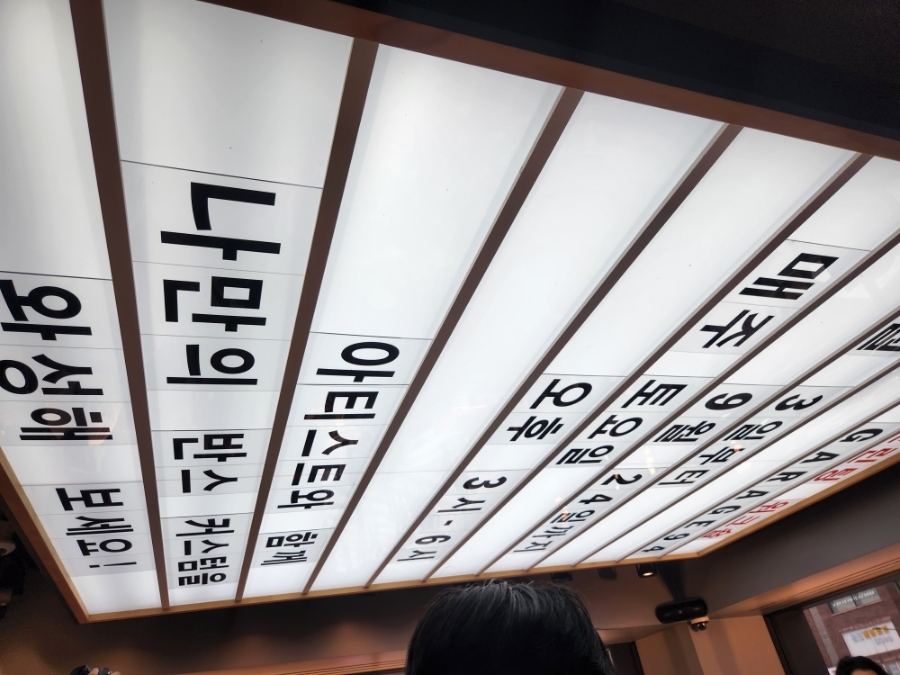 GARAGE9
월 3일부터
9월 24일까지
매주 토요일
오후 3시-6시
아티스트와 함께
나만의 반스 커스텀을
완성해 보세요!